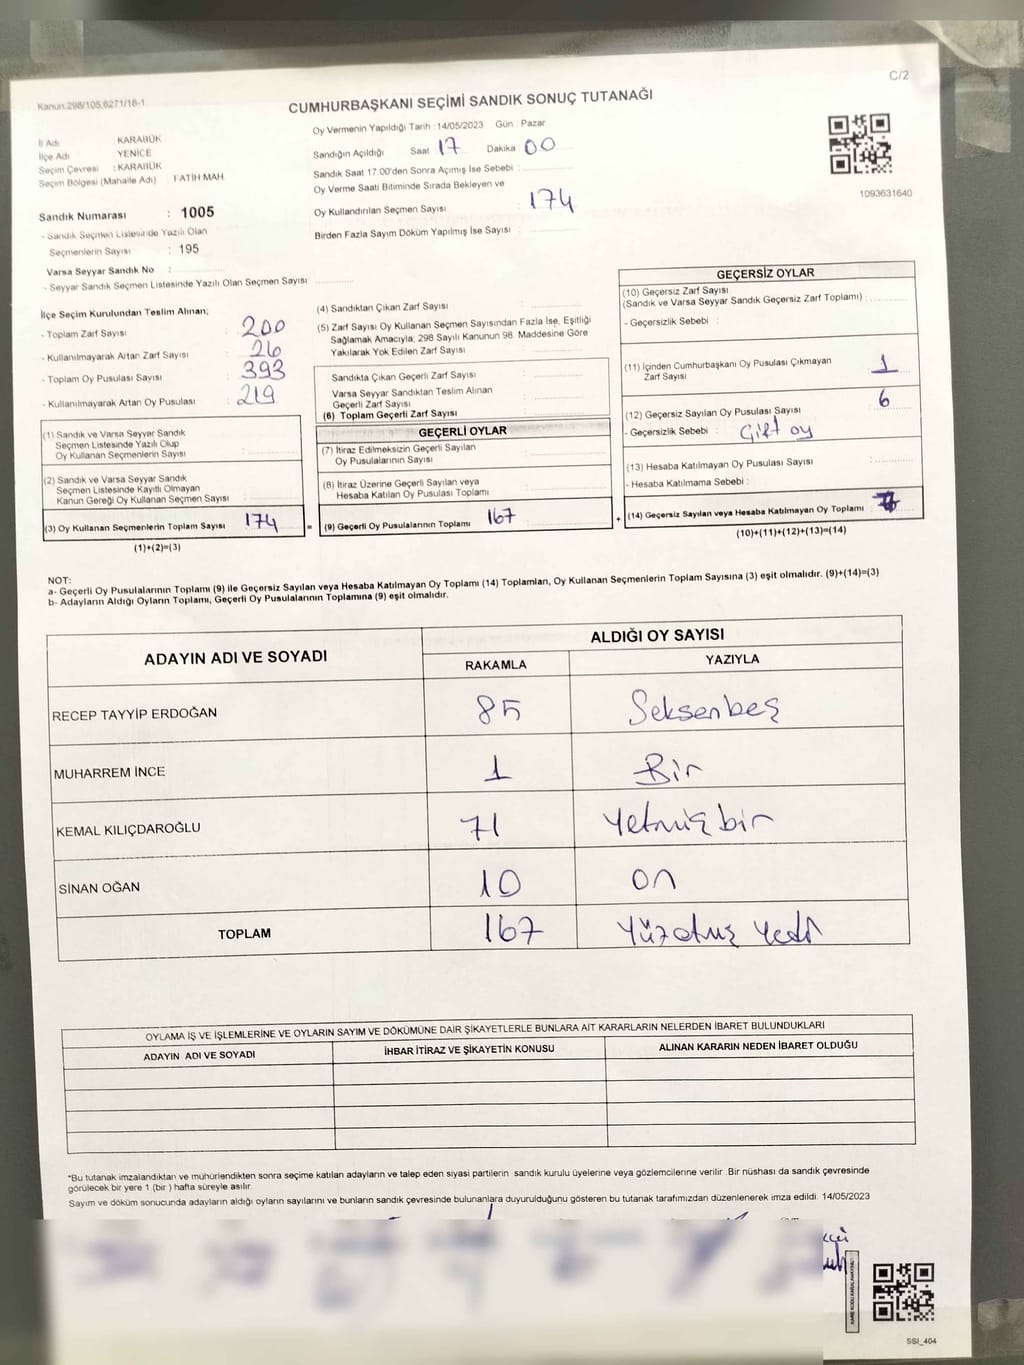 C/2
Kanun:298/105,6271/18-1
CUMHURBAŞKANI SEÇİMİ SANDIK SONUÇ TUTANAĞI
İl Adı KARABÜK
İlçe Adı YENİCE
Seçim Çevresi : KARABÜK
Seçim Bölgesi (Mahalle Adı) : FATİH MAH.
Sandık Numarası : 1005
- Sandık Seçmen Listesinde Yazılı Olan
Seçmenlerin Sayısı : 195
Varsa Seyyar Sandık No :
- Seyyar Sandık Seçmen Listesinde Yazılı Olan Seçmen Sayısı:
Oy Vermenin Yapıldığı Tarih : 14/05/2023 Gün : Pazar
Sandığın Açıldığı Saat 17 Dakika 00
Sandık Saat 17:00'den Sonra Açımış İse Sebebi :
Oy Verme Saati Bitiminde Sırada Bekleyen ve
Oy Kullandırılan Seçmen Sayısı : 174
Birden Fazla Sayım Döküm Yapılmış İse Sayısı :
1093631640
İlçe Seçim Kurulundan Teslim Alınan;
- Toplam Zarf Sayısı : 200
- Kullanılmayarak Artan Zarf Sayısı : 26
- Toplam Oy Pusulası Sayısı : 393
- Kullanılmayarak Artan Oy Pusulası : 219
(1) Sandık ve Varsa Seyyar Sandık
Seçmen Listesinde Yazılı Olup
Oy Kullanan Seçmenlerin Sayısı :
(2) Sandık ve Varsa Seyyar Sandık
Seçmen Listesinde Kayıtlı Olmayan
Kanun Gereği Oy Kullanan Seçmen Sayısı :
(3) Oy Kullanan Seçmenlerin Toplam Sayısı : 174
(1)+(2)=(3)
=
(4) Sandıktan Çıkan Zarf Sayısı :
(5) Zarf Sayısı Oy Kullanan Seçmen Sayısından Fazla İse, Eşitliği
Sağlamak Amacıyla; 298 Sayılı Kanunun 98. Maddesine Göre
Yakılarak Yok Edilen Zarf Sayısı :
Sandıkta Çıkan Geçerli Zarf Sayısı :
Varsa Seyyar Sandıktan Teslim Alınan
Geçerli Zarf Sayısı :
(6) Toplam Geçerli Zarf Sayısı :
GEÇERLİ OYLAR
(7) İtiraz Edilmeksizin Geçerli Sayılan
Oy Pusulalarının Sayısı :
(8) İtiraz Üzerine Geçerli Sayılan veya
Hesaba Katılan Oy Pusulası Toplamı :
(9) Geçerli Oy Pusulalarının Toplamı : 167
+
GEÇERSİZ OYLAR
(10) Geçersiz Zarf Sayısı
(Sandık ve Varsa Seyyar Sandık Geçersiz Zarf Toplamı) :
- Geçersizlik Sebebi :
(11) İçinden Cumhurbaşkanı Oy Pusulası Çıkmayan
Zarf Sayısı : 1
(12) Geçersiz Sayılan Oy Pusulası Sayısı : 6
- Geçersizlik Sebebi : Çift oy
(13) Hesaba Katılmayan Oy Pusulası Sayısı :
- Hesaba Katılmama Sebebi :
(14) Geçersiz Sayılan veya Hesaba Katılmayan Oy Toplamı :
(10)+(11)+(12)+(13)=(14)
NOT:
a- Geçerli Oy Pusulalarının Toplamı (9) ile Geçersiz Sayılan veya Hesaba Katılmayan Oy Toplamı (14) Toplamları, Oy Kullanan Seçmenlerin Toplam Sayısına (3) eşit olmalıdır. (9)+(14)=(3)
b- Adayların Aldığı Oyların Toplamı, Geçerli Oy Pusulalarının Toplamına (9) eşit olmalıdır.
ADAYIN ADI VE SOYADI
ALDIĞI OY SAYISI
RAKAMLA YAZIYLA
RECEP TAYYİP ERDOĞAN 85 Seksenbeş
MUHARREM İNCE 1 Bir
KEMAL KILIÇDAROĞLU 71 Yetmişbir
SİNAN OĞAN 10 On
TOPLAM 167 Yüzatmış Yedi
OYLAMA İŞ VE İŞLEMLERİNE VE OYLARIN SAYIM VE DÖKÜMÜNE DAİR ŞİKAYETLERLE BUNLARA AİT KARARLARIN NELERDEN İBARET BULUNDUKLARI
ADAYIN ADI VE SOYADI İHBAR İTİRAZ VE ŞİKAYETİN KONUSU ALINAN KARARIN NEDEN İBARET OLDUĞU
*Bu tutanak imzalandıktan ve mühürlendikten sonra seçime katılan adayların ve talep eden siyasi partilerin sandık kurulu üyelerine veya gözlemcilerine verilir. Bir nüshası da sandık çevresinde
görülecek bir yere 1 (bir) hafta süreyle asılır.
Sayım ve döküm sonucunda adayların aldığı oyların sayılarını ve bunların sandık çevresinde bulunanlara duyurulduğunu gösteren bu tutanak tarafımızdan düzenlenerek imza edildi. 14/05/2023
SSI_404